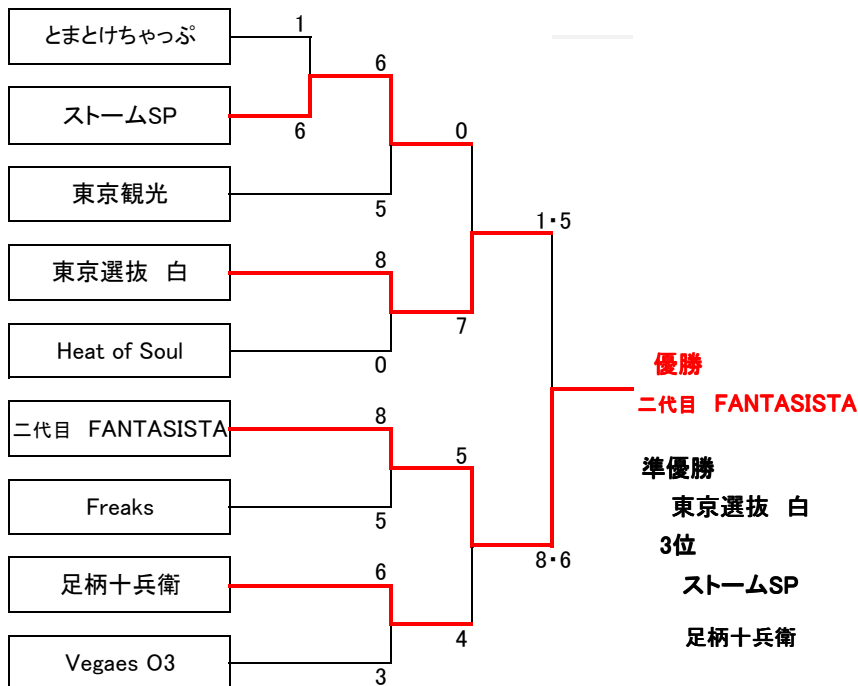 とまとけちゃっぷ
1
6
ストームSP
6
0
東京観光
5
1・5
東京選抜　白
8
7
Heat of Soul
0
優勝
二代目　FANTASISTA
二代目　FANTASISTA
8
5
準優勝
Freaks
5
東京選抜　白
3位
8・6
足柄十兵衛
6
ストームSP
4
足柄十兵衛
Vegaes O3
3